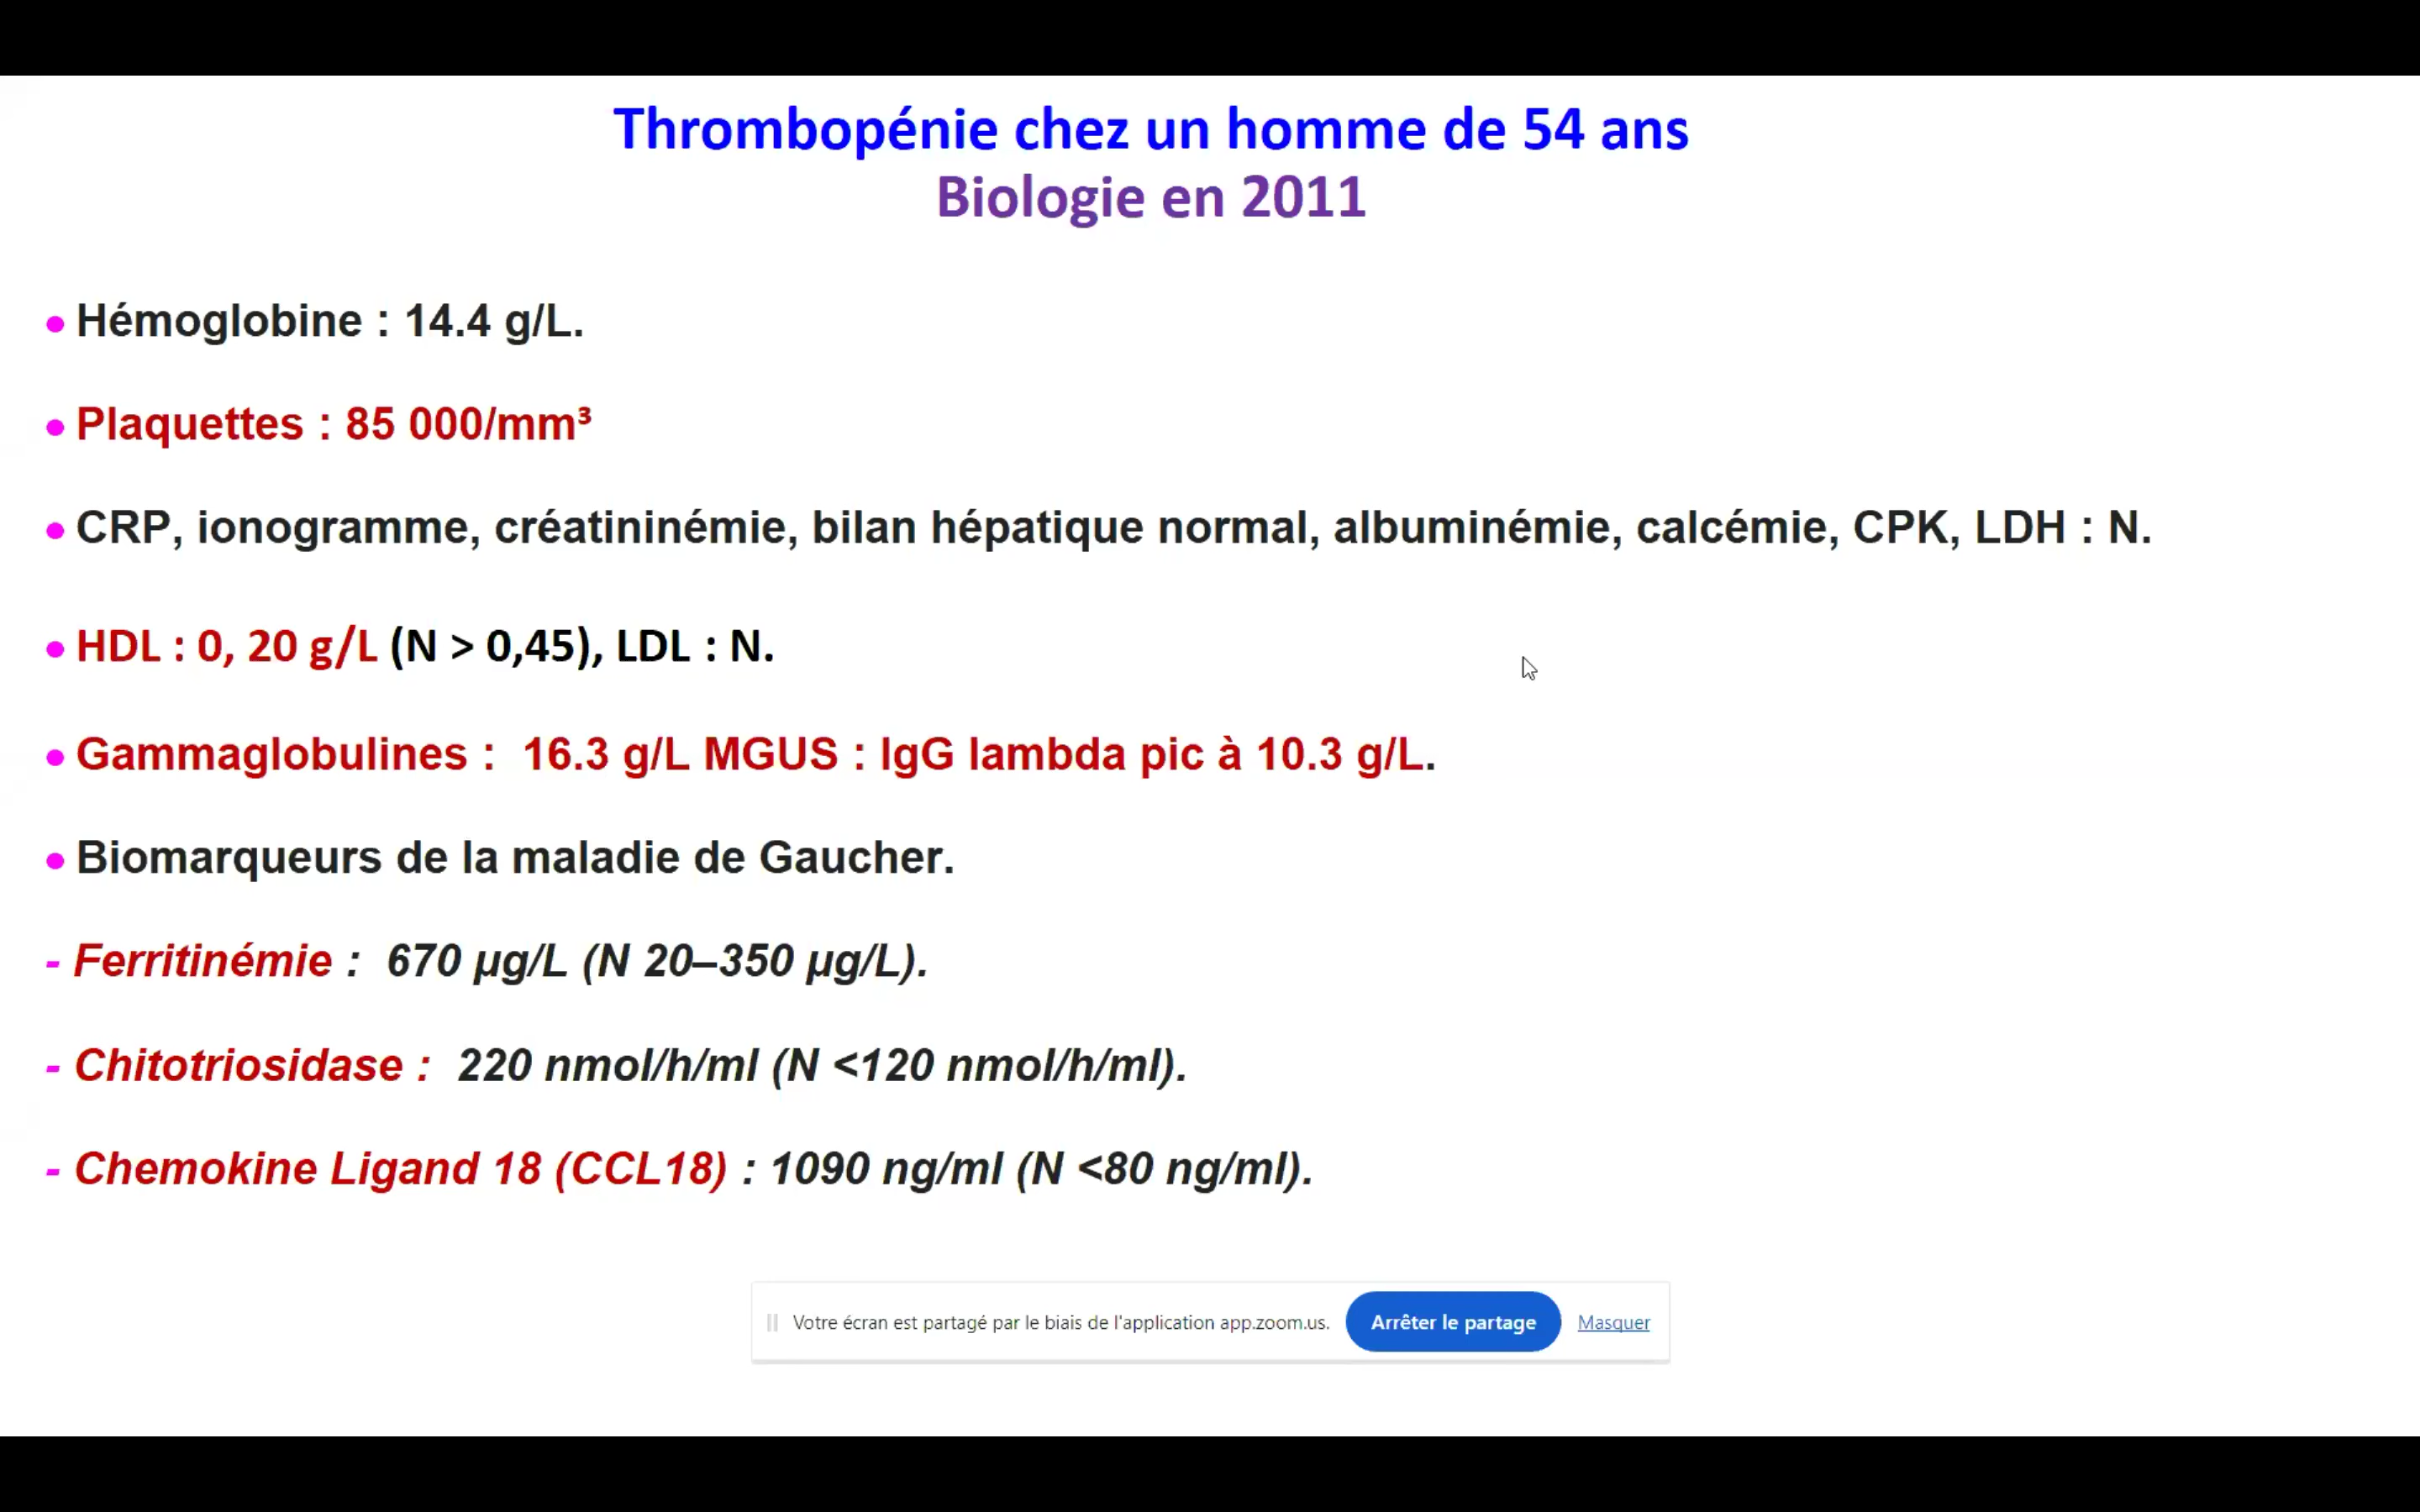 Thrombopénie chez un homme de 54 ans
Biologie en 2011
• Hémoglobine : 14.4 g/L.
• Plaquettes : 85 000/mm³
• CRP, ionogramme, créatininémie, bilan hépatique normal, albuminémie, calcémie, CPK, LDH : N.
• HDL : 0, 20 g/L (N > 0,45), LDL : N.
• Gammaglobulines : 16.3 g/L MGUS : IgG lambda pic à 10.3 g/L.
• Biomarqueurs de la maladie de Gaucher.
- Ferritinémie : 670 µg/L (N 20–350 µg/L).
- Chitotriosidase : 220 nmol/h/ml (N <120 nmol/h/ml).
- Chemokine Ligand 18 (CCL18) : 1090 ng/ml (N <80 ng/ml).
Votre écran est partagé par le biais de l'application app.zoom.us. Arrêter le partage Masquer